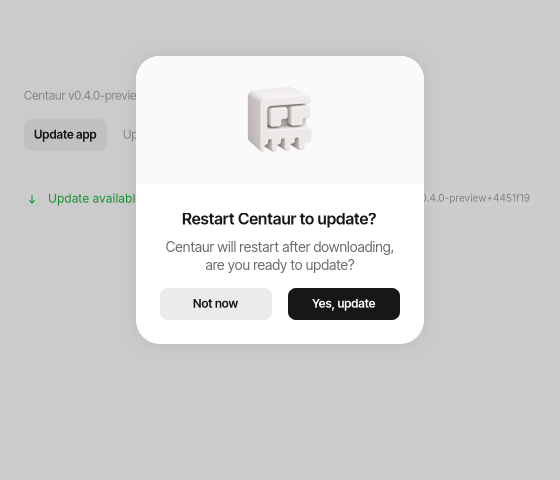 Centaur v0.4.0-previe
Update app
Up
Update availabl
0.4.0-preview+4451f19
Restart Centaur to update?
Centaur will restart after downloading,
are you ready to update?
Not now
Yes, update